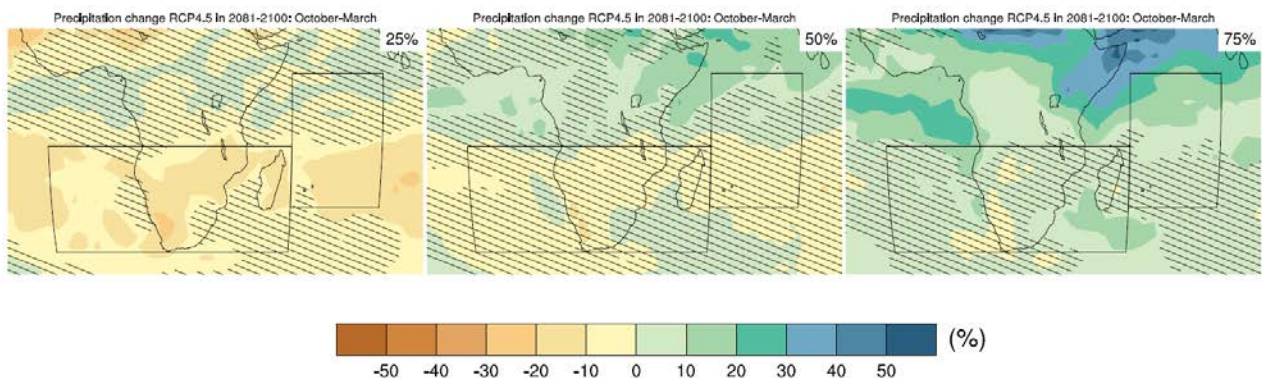 Precipitation change RCP4.5 in 2081-2100: October-March
25%
Precipitation change RCP4.5 in 2081-2100: October-March
50%
Precipitation change RCP4.5 in 2081-2100: October-March
75%
-50 -40 -30 -20 -10 0 10 20 30 40 50 (%)